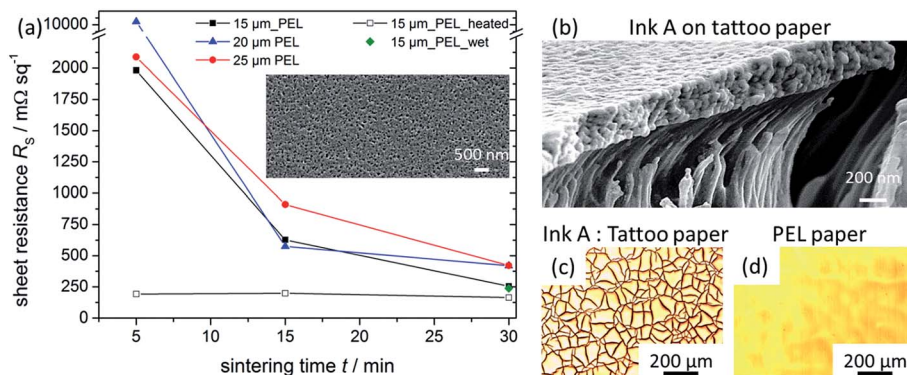 (a)
15 µm_PEL
15 µm_PEL_heated
20 µm PEL
15 µm_PEL_wet
25 µm PEL
10000
2000
1750
1500
1250
1000
750
500
250
0
sheet resistance Rs / mΩ sq⁻¹
500 nm
5 10 15 20 25 30
sintering time t / min
(b) Ink A on tattoo paper
200 nm
Ink A : Tattoo paper
(c)
200 µm
PEL paper
(d)
200 µm